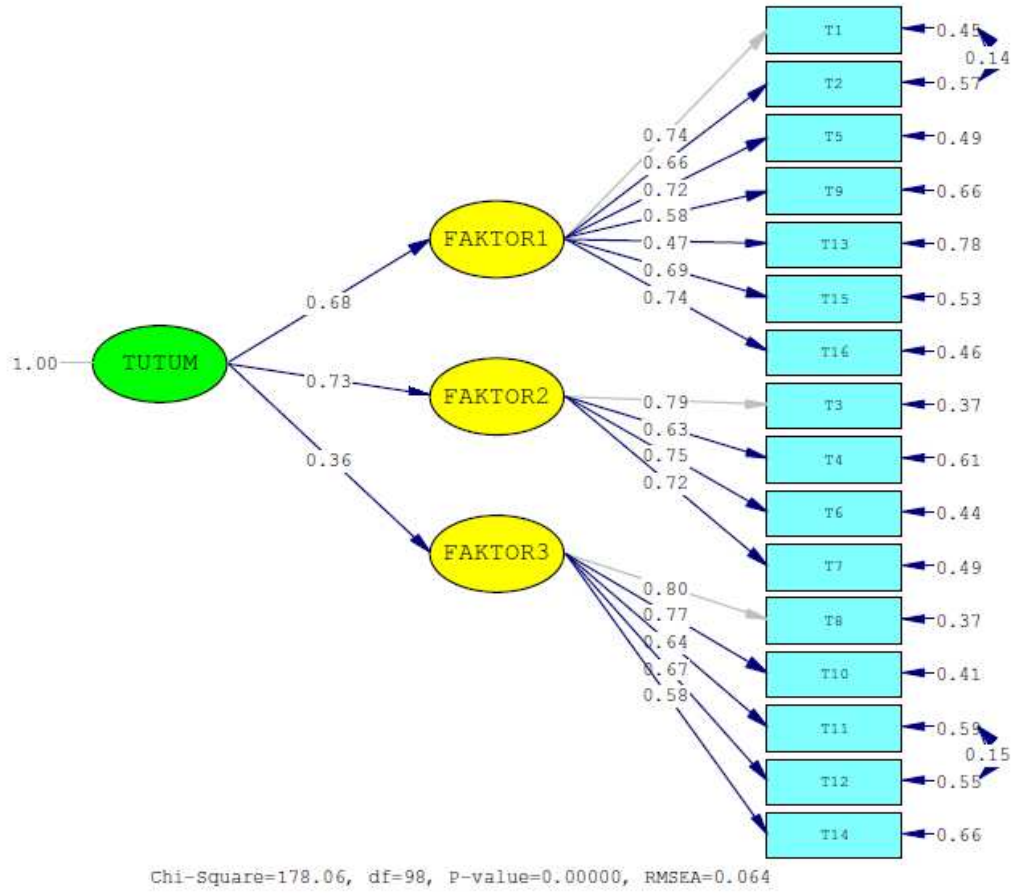 T1
0.45
0.14
T2
0.57
0.74
T5
0.49
0.66
0.72
T9
0.66
0.58
FAKTOR1
0.47
T13
0.78
0.69
0.68
0.74
T15
0.53
1.00
TUTUM
T16
0.46
0.73
FAKTOR2
0.79
T3
0.37
0.63
0.36
0.75
T4
0.61
0.72
T6
0.44
FAKTOR3
T7
0.49
0.80
0.77
T8
0.37
0.64
0.67
T10
0.41
0.58
T11
0.59
0.15
T12
0.55
T14
0.66
Chi-Square=178.06, df=98, P-value=0.00000, RMSEA=0.064